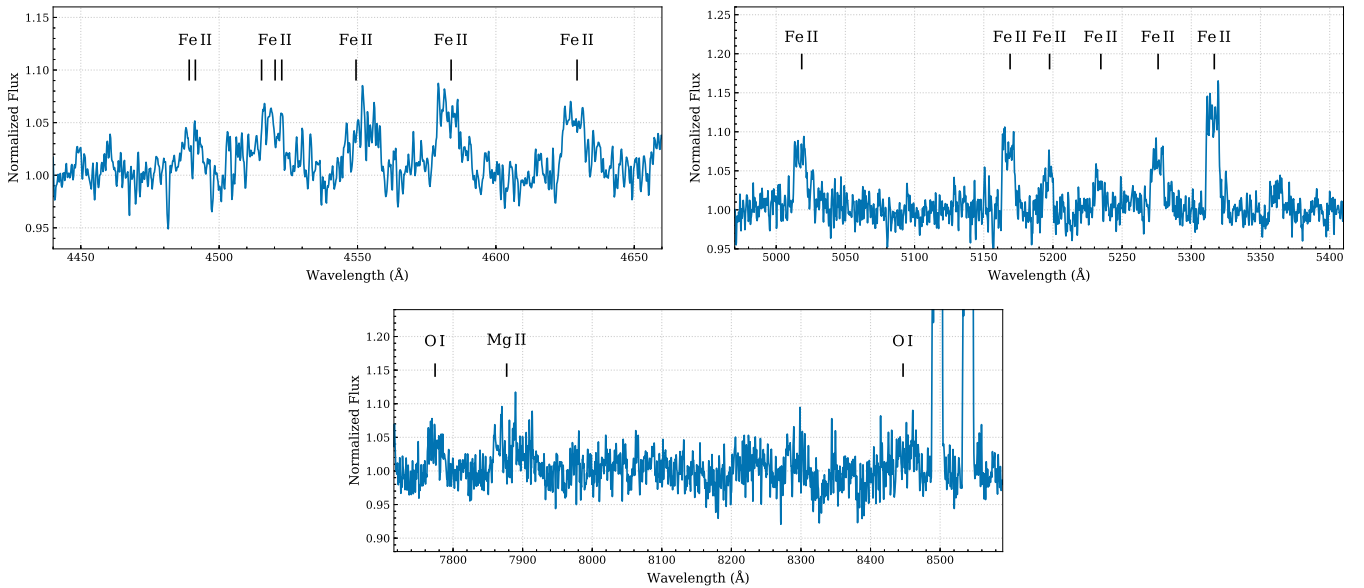 Fe II Fe II Fe II Fe II Fe II
1.15
1.10
1.05
1.00
0.95
Normalized Flux
4450 4500 4550 4600 4650
Wavelength (Å)
Fe II Fe II Fe II Fe II Fe II Fe II
1.25
1.20
1.15
1.10
1.05
1.00
0.95
Normalized Flux
5000 5050 5100 5150 5200 5250 5300 5350 5400
Wavelength (Å)
O I Mg II O I
1.20
1.15
1.10
1.05
1.00
0.95
0.90
Normalized Flux
7800 7900 8000 8100 8200 8300 8400 8500
Wavelength (Å)